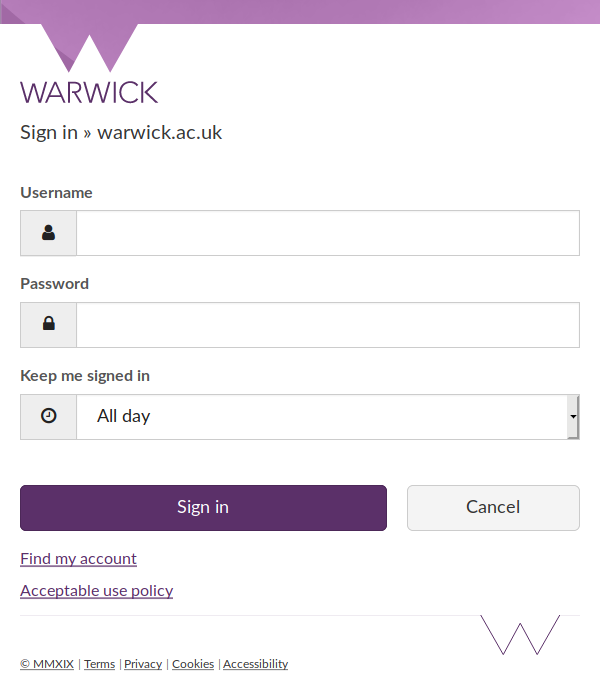 WARWICK
Sign in » warwick.ac.uk
Username
Password
Keep me signed in
All day
Sign in Cancel
Find my account
Acceptable use policy
© MMXIX | Terms | Privacy | Cookies | Accessibility